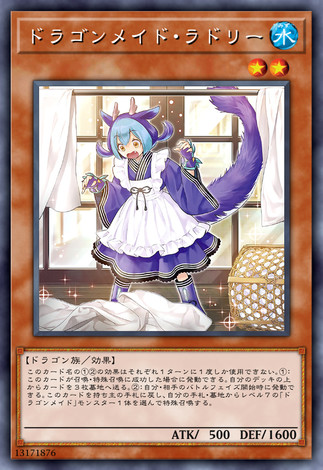 ドラゴンメイド・ラドリー 水
【ドラゴン族／効果】
このカード名の①②の効果はそれぞれ１ターンに１度しか使用できない。①：
このカードが召喚・特殊召喚に成功した場合に発動できる。自分のデッキの上
からカードを３枚墓地へ送る。②：自分・相手のバトルフェイズ開始時に発動で
きる。このカードを持ち主の手札に戻し、自分の手札・墓地からレベル７の「ド
ラゴンメイド」モンスター１体を選んで特殊召喚する。
ATK/ 500 DEF/1600
13171876